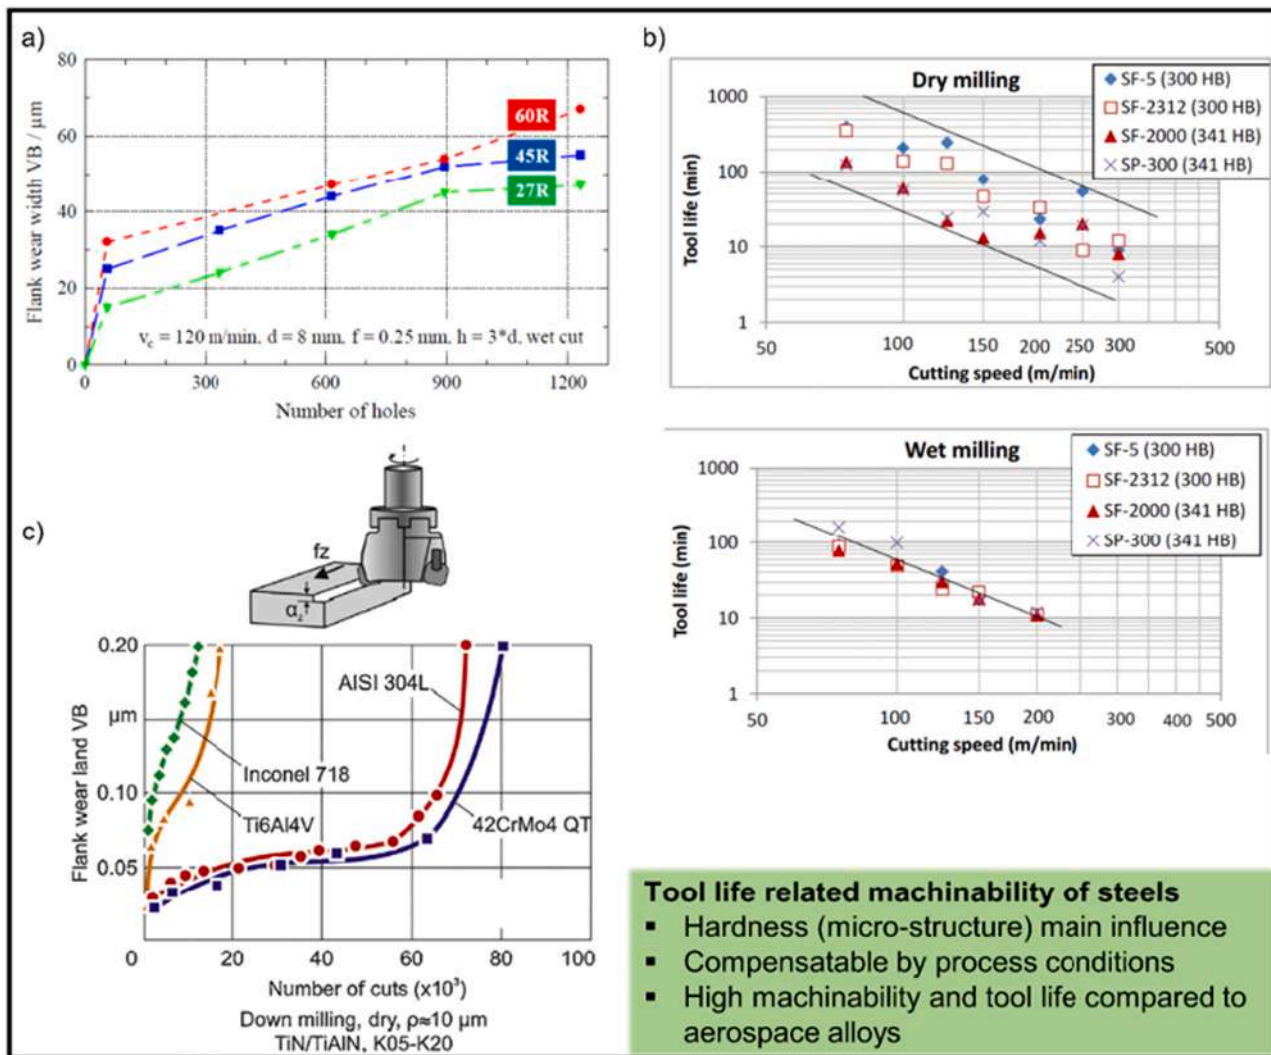 a)
80
60
40
20
0
Flank wear width VB / µm
60R
45R
27R
v_c = 120 m/min, d = 8 mm, f = 0.25 mm, h = 3*d, wet cut
0 300 600 900 1200
Number of holes
b)
Dry milling
SF-5 (300 HB)
SF-2312 (300 HB)
SF-2000 (341 HB)
SP-300 (341 HB)
1000
100
10
1
Tool life (min)
50 100 150 200 250 300 500
Cutting speed (m/min)
Wet milling
SF-5 (300 HB)
SF-2312 (300 HB)
SF-2000 (341 HB)
SP-300 (341 HB)
1000
100
10
1
Tool life (min)
50 100 150 200 300 400 500
Cutting speed (m/min)
c)
fz
0.20
µm
0.10
0.05
0
Flank wear land VB
AISI 304L
Inconel 718
Ti6Al4V
42CrMo4 QT
20 40 60 80 100
Number of cuts (x10³)
Down milling, dry, ρ≈10 µm
TiN/TiAlN, K05-K20
Tool life related machinability of steels
▪ Hardness (micro-structure) main influence
▪ Compensatable by process conditions
▪ High machinability and tool life compared to
aerospace alloys